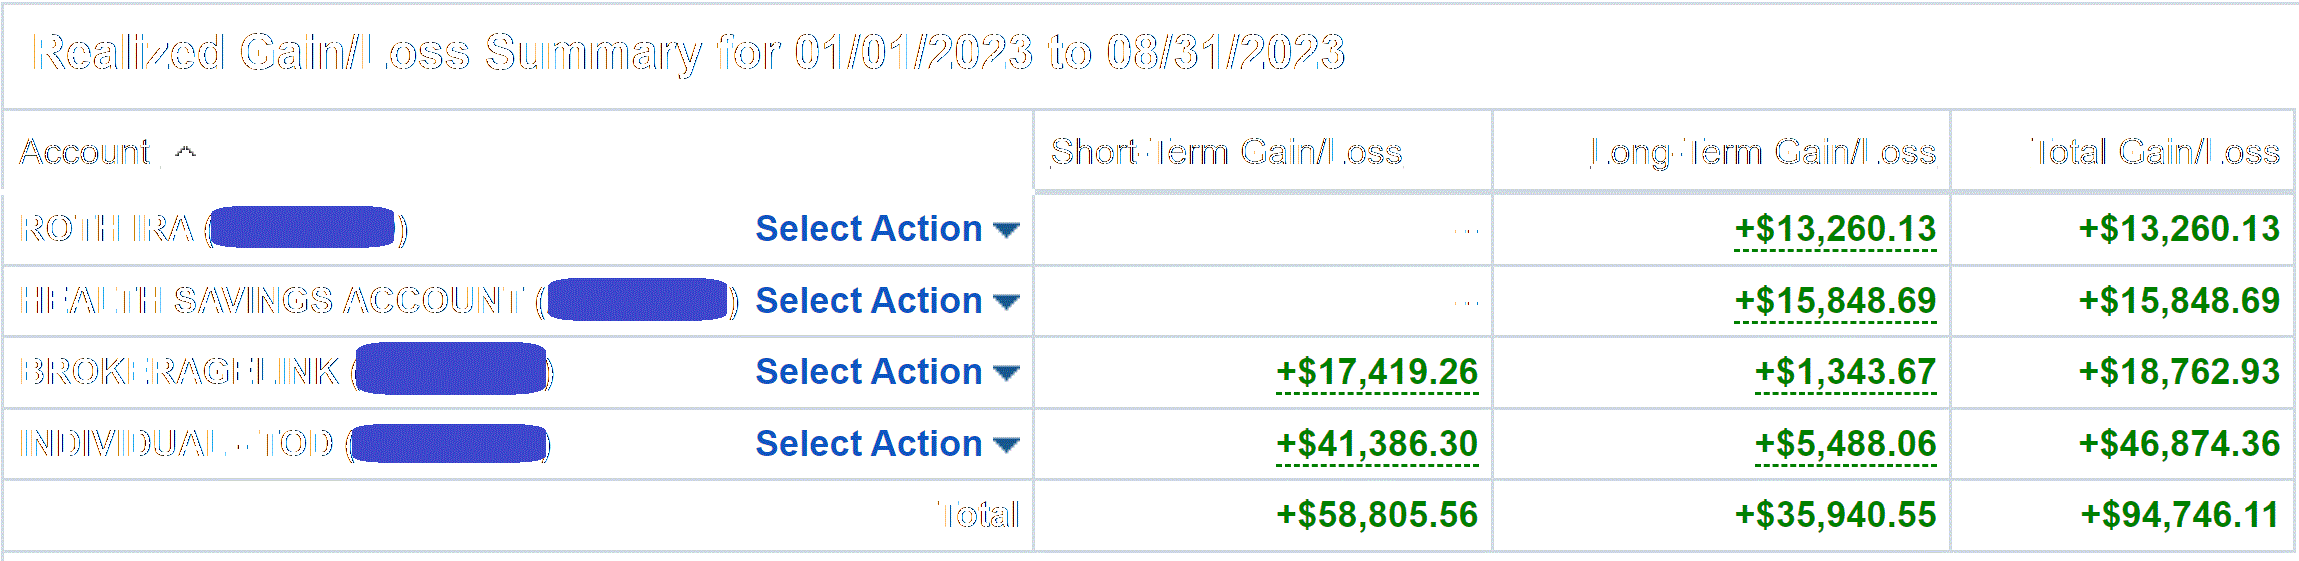 Realized Gain/Loss Summary for 01/01/2023 to 08/31/2023
Account Short-Term Gain/Loss Long-Term Gain/Loss Total Gain/Loss
ROTH IRA ( ) Select Action -- +$13,260.13 +$13,260.13
HEALTH SAVINGS ACCOUNT ( ) Select Action -- +$15,848.69 +$15,848.69
BROKERAGELINK ( ) Select Action +$17,419.26 +$1,343.67 +$18,762.93
INDIVIDUAL - TOD ( ) Select Action +$41,386.30 +$5,488.06 +$46,874.36
Total +$58,805.56 +$35,940.55 +$94,746.11